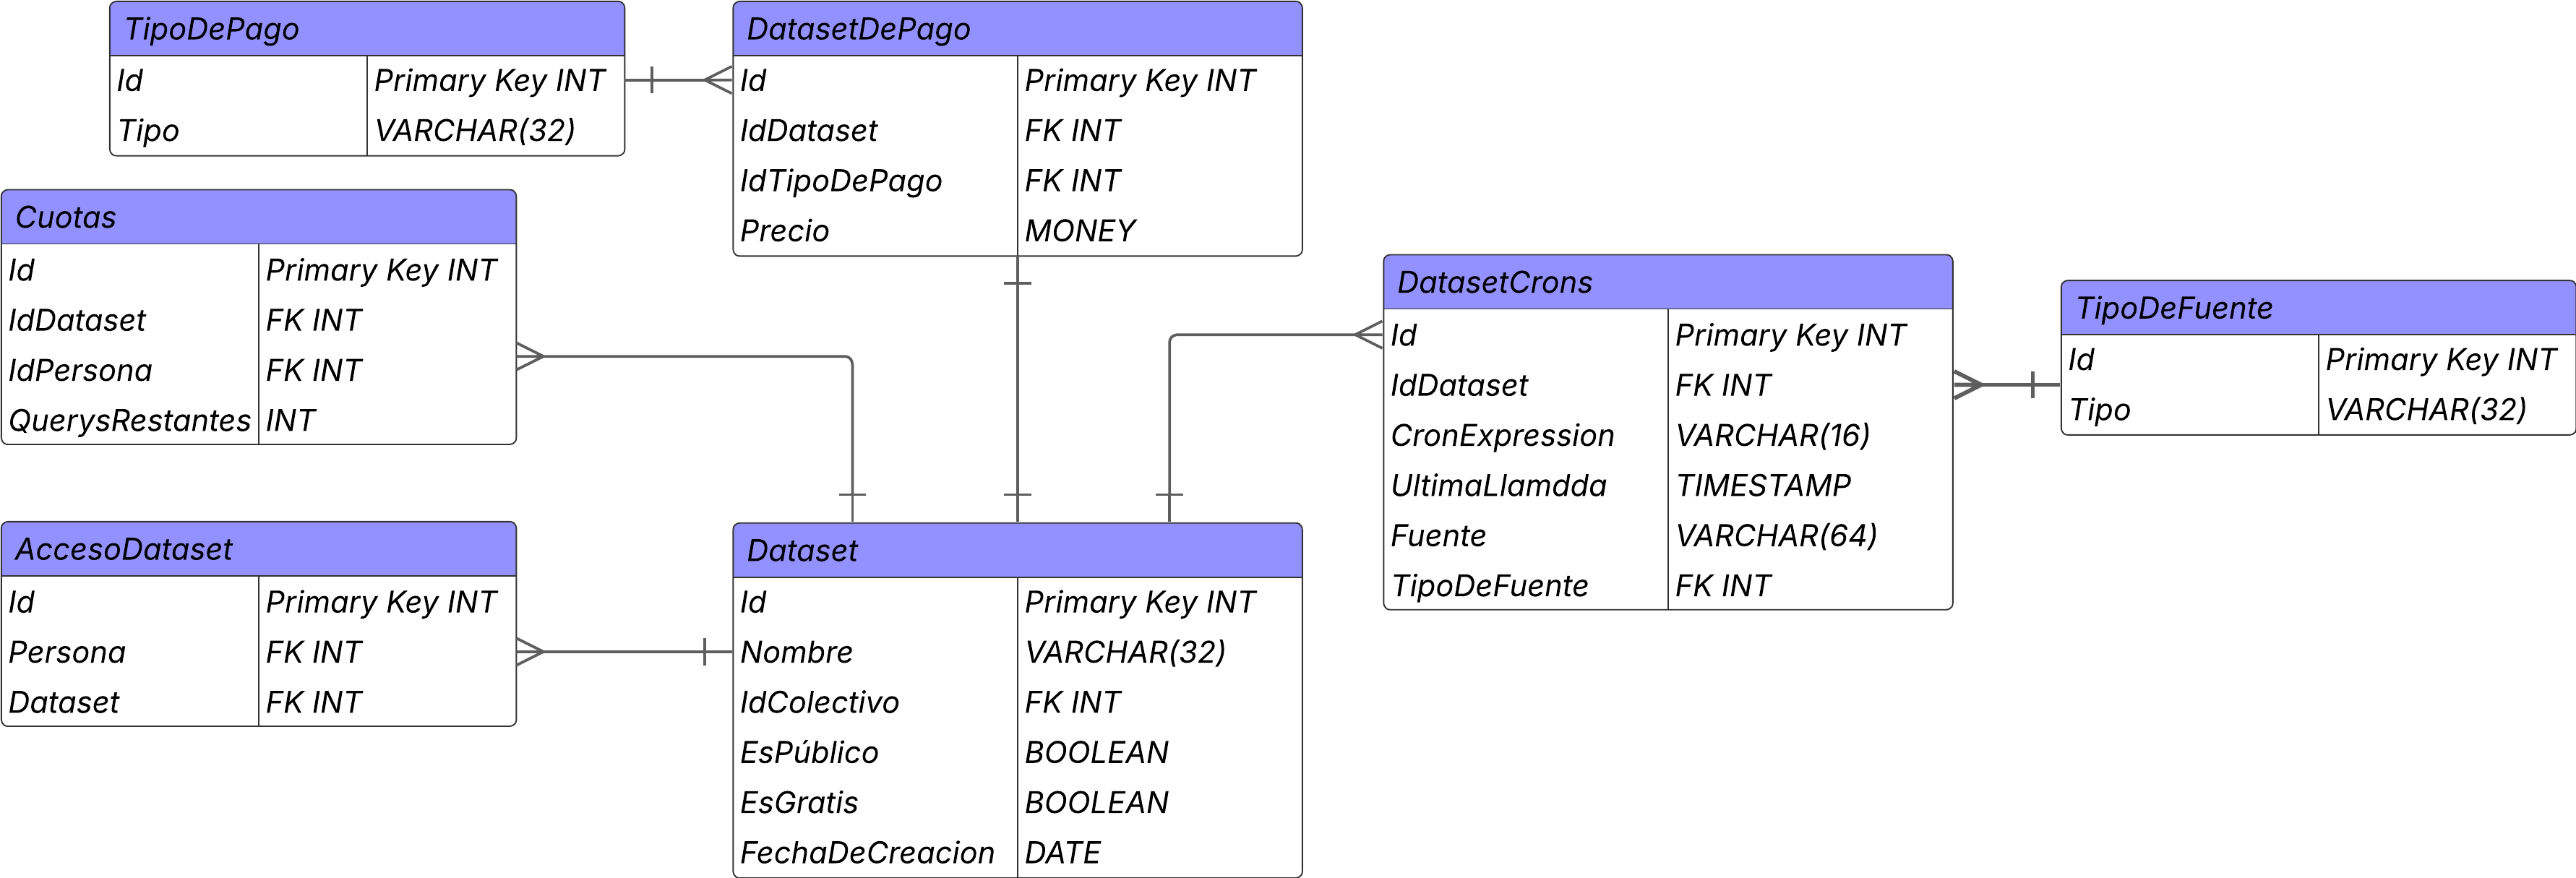 TipoDePago
Id Primary Key INT
Tipo VARCHAR(32)
DatasetDePago
Id Primary Key INT
IdDataset FK INT
IdTipoDePago FK INT
Precio MONEY
Cuotas
Id Primary Key INT
IdDataset FK INT
IdPersona FK INT
QuerysRestantes INT
DatasetCrons
Id Primary Key INT
IdDataset FK INT
CronExpression VARCHAR(16)
UltimaLlamdda TIMESTAMP
Fuente VARCHAR(64)
TipoDeFuente FK INT
TipoDeFuente
Id Primary Key INT
Tipo VARCHAR(32)
AccesoDataset
Id Primary Key INT
Persona FK INT
Dataset FK INT
Dataset
Id Primary Key INT
Nombre VARCHAR(32)
IdColectivo FK INT
EsPúblico BOOLEAN
EsGratis BOOLEAN
FechaDeCreacion DATE